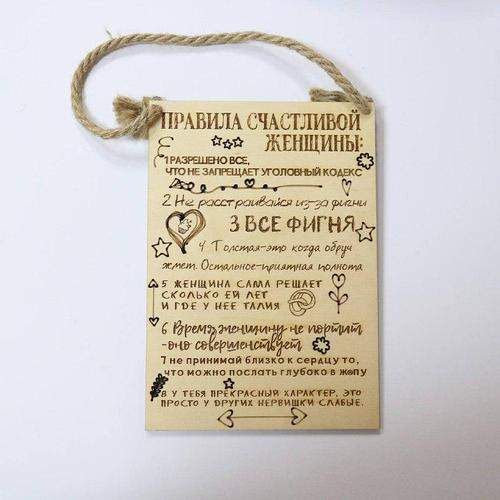 ПРАВИЛА СЧАСТЛИВОЙ
ЖЕНЩИНЫ:
1 РАЗРЕШЕНО ВСЕ,
ЧТО НЕ ЗАПРЕЩАЕТ УГОЛОВНЫЙ КОДЕКС
2 Не расстраивайся из-за фигни
3 ВСЕ ФИГНЯ
4 Толстая-это когда обруч
жмет. Остальное-приятная полнота
5 ЖЕНЩИНА САМА РЕШАЕТ
СКОЛЬКО ЕЙ ЛЕТ
И ГДЕ У НЕЕ ТАЛИЯ
6 Время женщину не портит
-оно совершенствует
7 не принимай близко к сердцу то,
что можно послать глубоко в жопу
8 У ТЕБЯ ПРЕКРАСНЫЙ ХАРАКТЕР, ЭТО
ПРОСТО У ДРУГИХ НЕРВИШКИ СЛАБЫЕ.